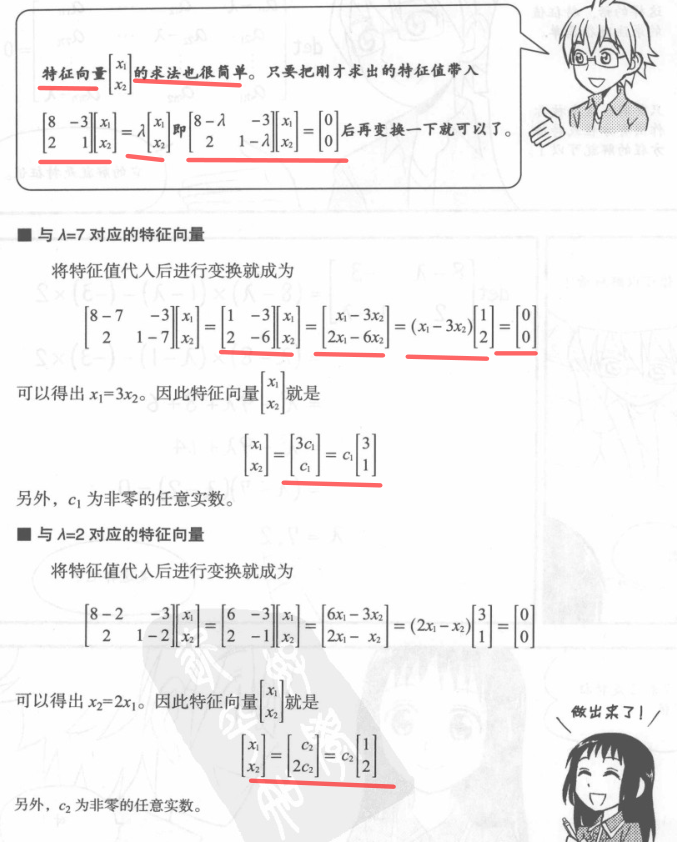 特征向量[x₁ x₂]的求法也很简单。只要把刚才求出的特征值带入
[8 -3; 2 1][x₁; x₂] = λ[x₁; x₂]即[8-λ -3; 2 1-λ][x₁; x₂] = [0; 0]后再变换一下就可以了。
■ 与 λ=7 对应的特征向量
将特征值代入后进行变换就成为
[8-7 -3; 2 1-7][x₁; x₂] = [1 -3; 2 -6][x₁; x₂] = [x₁-3x₂; 2x₁-6x₂] = (x₁-3x₂)[1; 2] = [0; 0]
可以得出 x₁=3x₂。因此特征向量[x₁; x₂]就是
[x₁; x₂] = [3c₁; c₁] = c₁[3; 1]
另外，c₁ 为非零的任意实数。
■ 与 λ=2 对应的特征向量
将特征值代入后进行变换就成为
[8-2 -3; 2 1-2][x₁; x₂] = [6 -3; 2 -1][x₁; x₂] = [6x₁-3x₂; 2x₁-x₂] = (2x₁-x₂)[3; 1] = [0; 0]
可以得出 x₂=2x₁。因此特征向量[x₁; x₂]就是
做出来了!
[x₁; x₂] = [c₂; 2c₂] = c₂[1; 2]
另外，c₂ 为非零的任意实数。